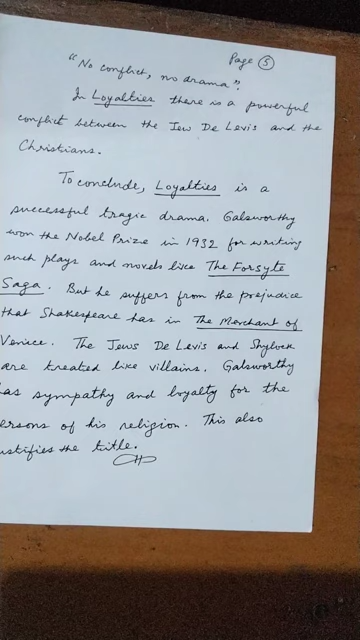 Page 5
"No conflict, no drama".
In Loyalties there is a powerful
conflict between the Jew De Levis and the
Christians.
To conclude, Loyalties is a
successful tragic drama. Galsworthy
won the Nobel Prize in 1932 for writing
such plays and novels like The Forsyte
Saga. But he suffers from the prejudice
that Shakespeare has in The Merchant of
Venice. The Jews De Levis and Shylock
are treated like villains. Galsworthy
has sympathy and loyalty for the
ersons of his religion. This also
ustifies the title.